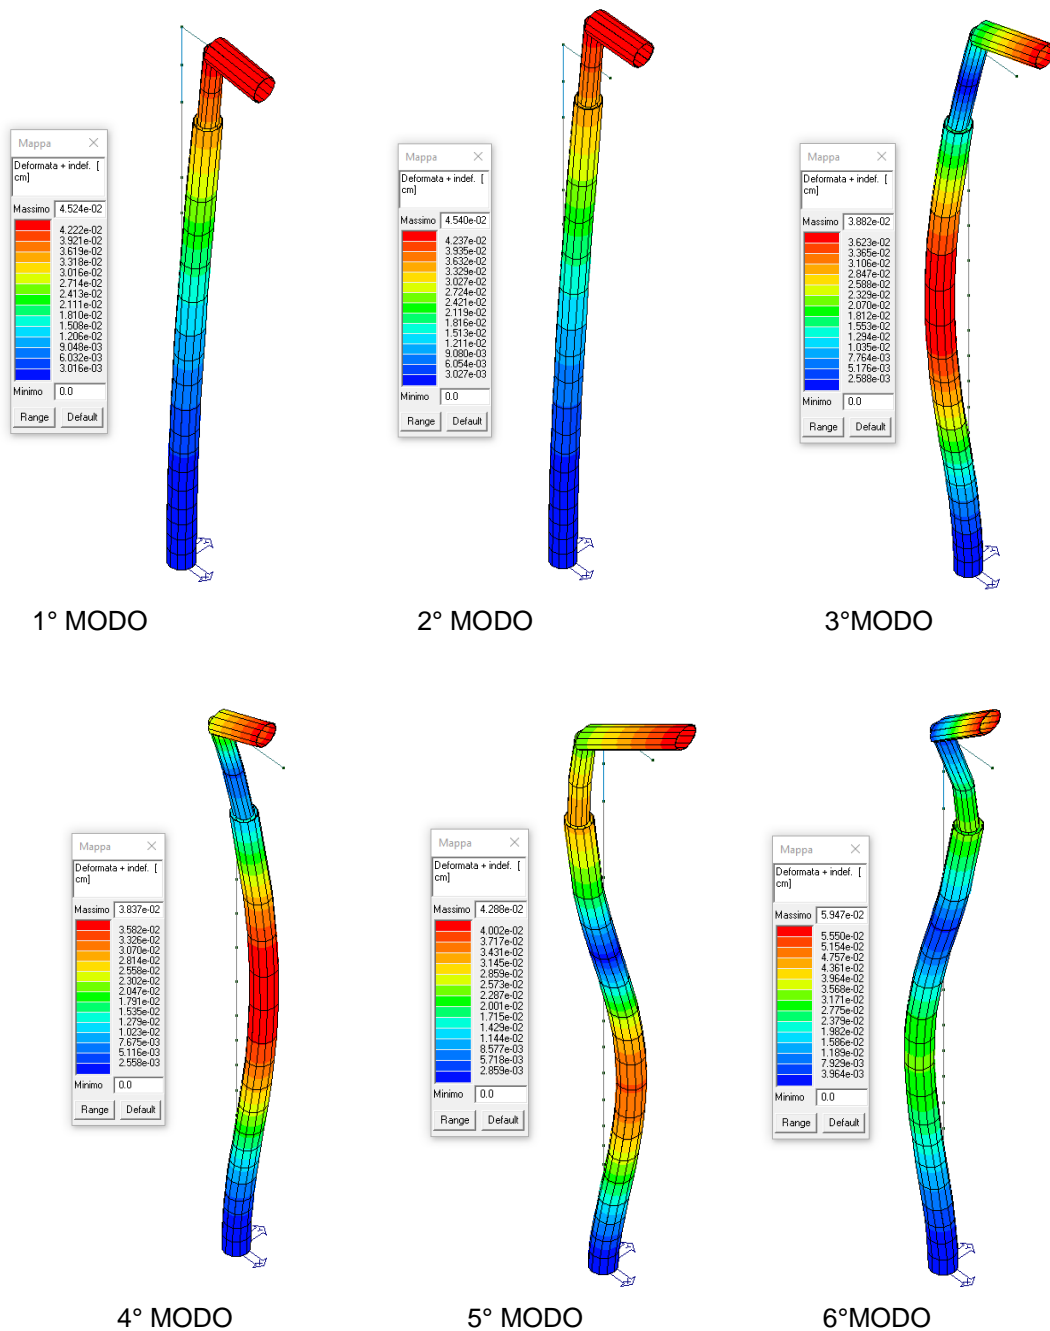 Mappa
Deformata + indef. [
cm]
Massimo 4.524e-02
4.222e-02
3.921e-02
3.619e-02
3.318e-02
3.016e-02
2.714e-02
2.413e-02
2.111e-02
1.810e-02
1.508e-02
1.206e-02
9.048e-03
6.032e-03
3.016e-03
Minimo 0.0
Range Default
1° MODO
Mappa
Deformata + indef. [
cm]
Massimo 4.540e-02
4.237e-02
3.935e-02
3.632e-02
3.329e-02
3.027e-02
2.724e-02
2.421e-02
2.119e-02
1.816e-02
1.513e-02
1.211e-02
9.080e-03
6.054e-03
3.027e-03
Minimo 0.0
Range Default
2° MODO
Mappa
Deformata + indef. [
cm]
Massimo 3.882e-02
3.623e-02
3.365e-02
3.106e-02
2.847e-02
2.588e-02
2.329e-02
2.070e-02
1.812e-02
1.553e-02
1.294e-02
1.035e-02
7.764e-03
5.176e-03
2.588e-03
Minimo 0.0
Range Default
3°MODO
Mappa
Deformata + indef. [
cm]
Massimo 3.837e-02
3.582e-02
3.326e-02
3.070e-02
2.814e-02
2.558e-02
2.302e-02
2.047e-02
1.791e-02
1.535e-02
1.279e-02
1.023e-02
7.675e-03
5.116e-03
2.558e-03
Minimo 0.0
Range Default
4° MODO
Mappa
Deformata + indef. [
cm]
Massimo 4.288e-02
4.002e-02
3.717e-02
3.431e-02
3.145e-02
2.859e-02
2.573e-02
2.287e-02
2.001e-02
1.715e-02
1.429e-02
1.144e-02
8.577e-03
5.718e-03
2.859e-03
Minimo 0.0
Range Default
5° MODO
Mappa
Deformata + indef. [
cm]
Massimo 5.947e-02
5.550e-02
5.154e-02
4.757e-02
4.361e-02
3.964e-02
3.568e-02
3.171e-02
2.775e-02
2.379e-02
1.982e-02
1.586e-02
1.189e-02
7.929e-03
3.964e-03
Minimo 0.0
Range Default
6°MODO